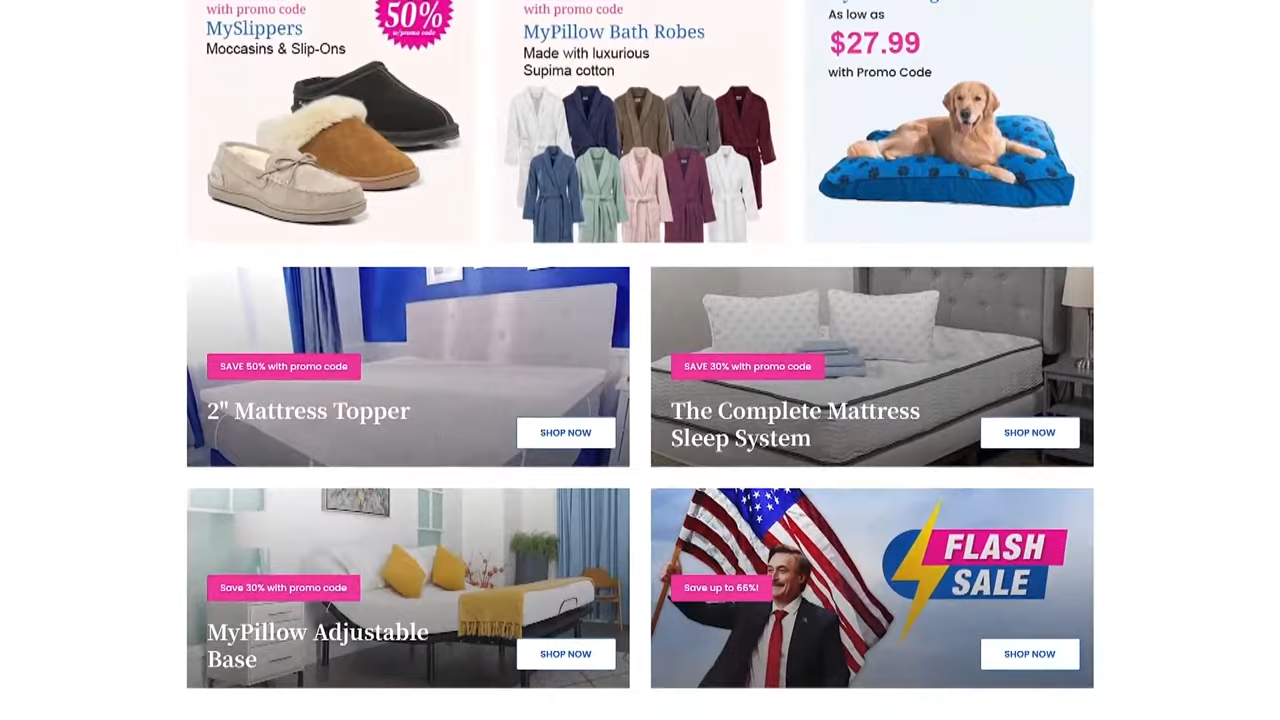 with promo code
MySlippers
Moccasins & Slip-Ons
50%
w/promo code
with promo code
MyPillow Bath Robes
Made with luxurious
Supima cotton
As low as
$27.99
with Promo Code
SAVE 50% with promo code
2" Mattress Topper
SHOP NOW
SAVE 30% with promo code
The Complete Mattress
Sleep System
SHOP NOW
Save 30% with promo code
MyPillow Adjustable
Base
SHOP NOW
Save up to 66%!
FLASH
SALE
SHOP NOW